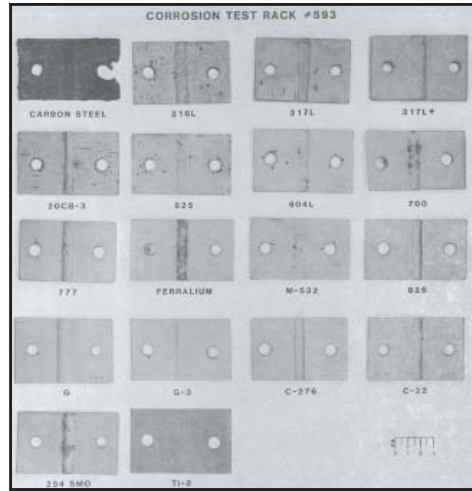 CORROSION TEST RACK #593
CARBON STEEL 316L 317L 317L+
20CB-3 825 904L 700
777 FERRALIUM M-532 625
G G-3 C-276 C-22
254 SMO Ti-2